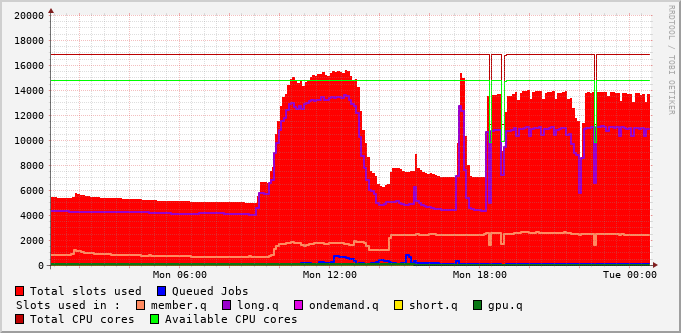 20000
18000
16000
14000
12000
10000
8000
6000
4000
2000
0
Mon 06:00 Mon 12:00 Mon 18:00 Tue 00:00
Total slots used Queued Jobs
Slots used in : member.q long.q ondemand.q short.q gpu.q
Total CPU cores Available CPU cores
RRDTOOL / TOBI OETIKER